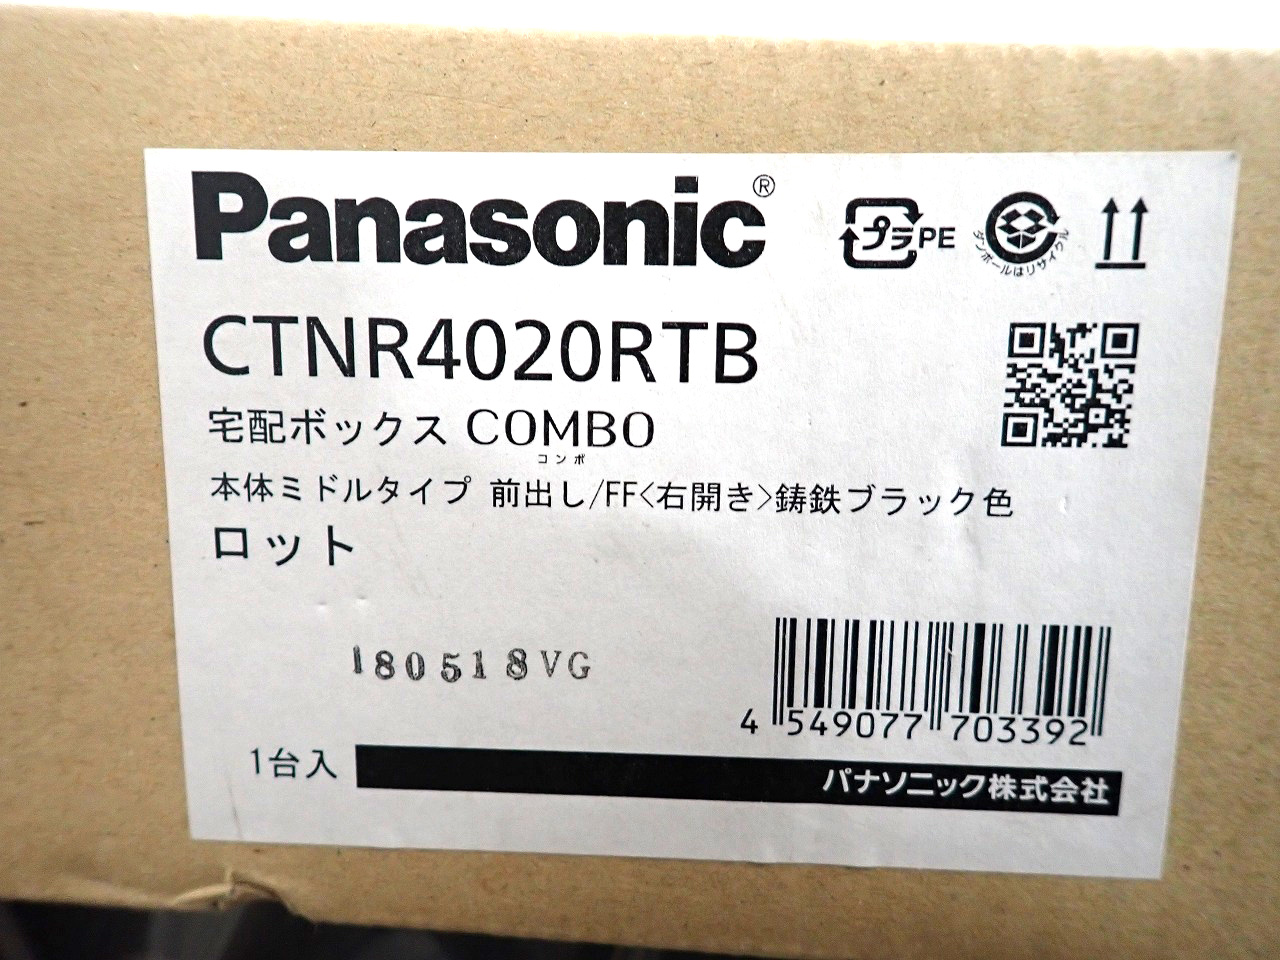 Panasonic®
プラ PE
ダンボールはリサイクル
CTNR4020RTB
宅配ボックス COMBO
コンボ
本体ミドルタイプ 前出し/FF<右開き>鋳鉄ブラック色
ロット
180518VG
4 549077 703392
1台入
パナソニック株式会社